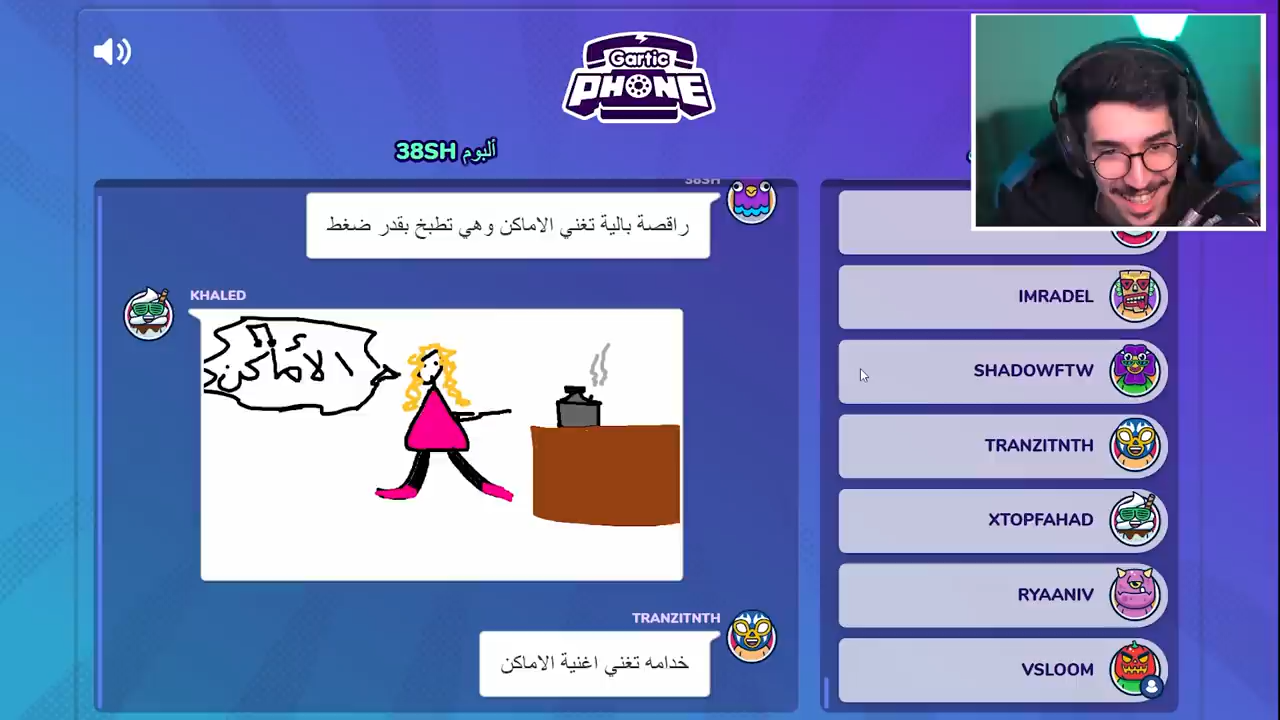 Gartic
PHONE
ألبوم 38SH
38SH
راقصة بالية تغني الاماكن وهي تطبخ بقدر ضغط
KHALED
الأماكن
TRANZITNTH
خدامه تغني اغنية الاماكن
IMRADEL
SHADOWFTW
TRANZITNTH
XTOPFAHAD
RYAANIV
VSLOOM